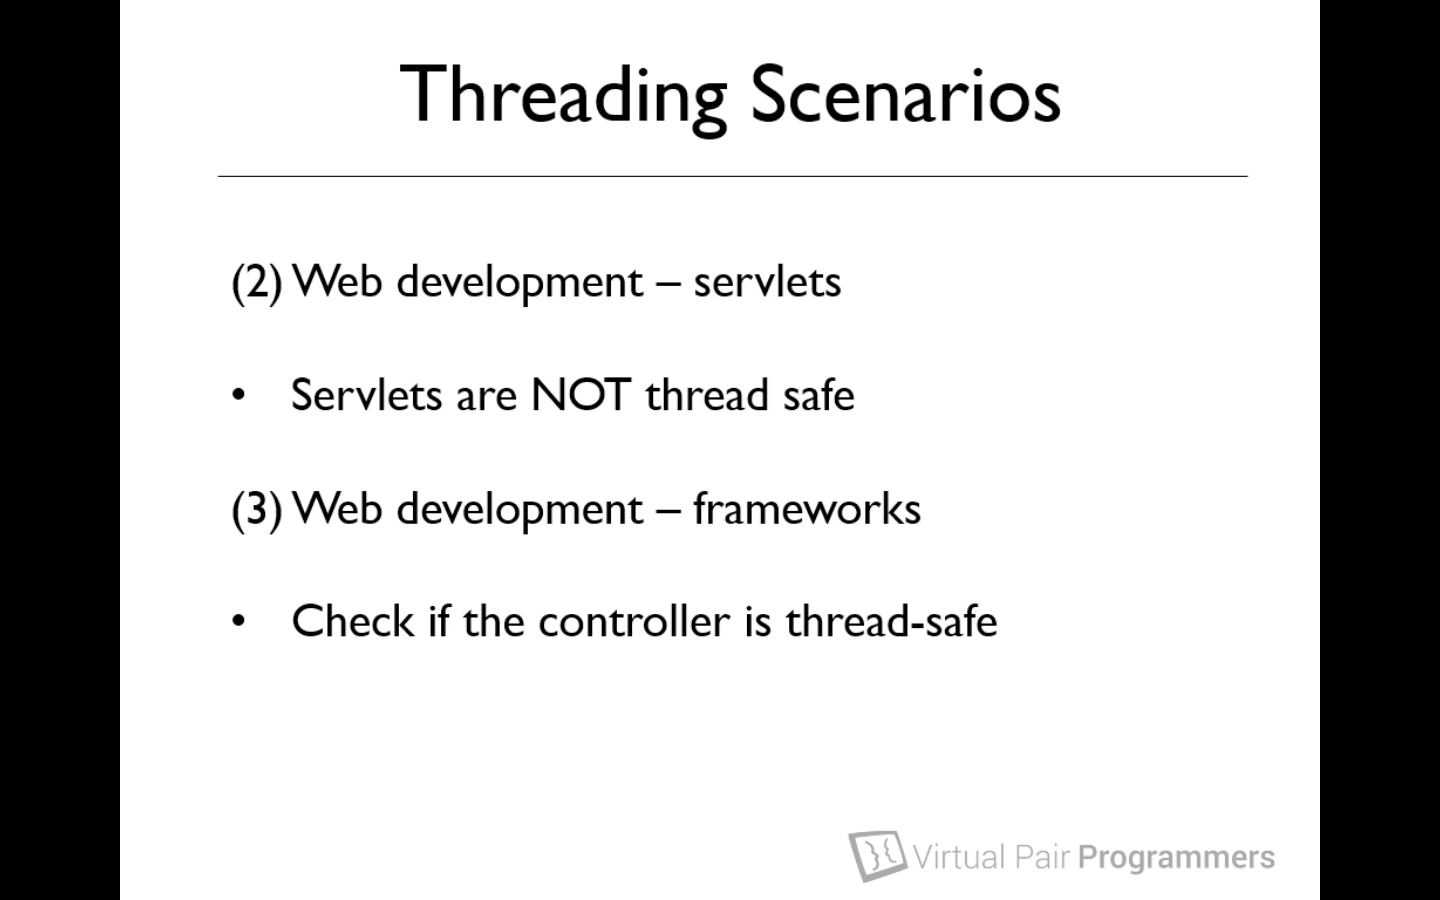 Threading Scenarios
(2) Web development – servlets
• Servlets are NOT thread safe
(3) Web development – frameworks
• Check if the controller is thread-safe
Virtual Pair Programmers